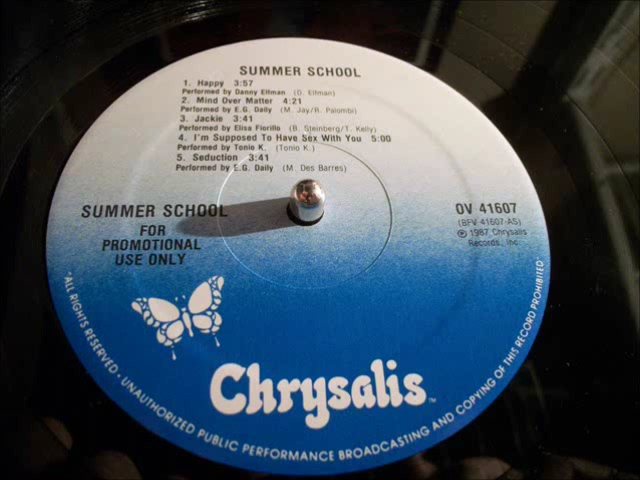 SUMMER SCHOOL
1. Happy 3:57
Performed by Danny Elfman (D. Elfman)
2. Mind Over Matter 4:21
Performed by E.G. Daily (M. Jay/R. Palombi)
3. Jackie 3:41
Performed by Elisa Fiorillo (B. Steinberg/T. Kelly)
4. I'm Supposed To Have Sex With You 5:00
Performed by Tonio K. (Tonio K.)
5. Seduction 3:41
Performed by E.G. Daily (M. Des Barres)
SUMMER SCHOOL
FOR
PROMOTIONAL
USE ONLY
OV 41607
(BFV 41607-AS)
℗ 1987 Chrysalis
Records, Inc.
Chrysalis™
"ALL RIGHTS RESERVED · UNAUTHORIZED PUBLIC PERFORMANCE BROADCASTING AND COPYING OF THIS RECORD PROHIBITED"